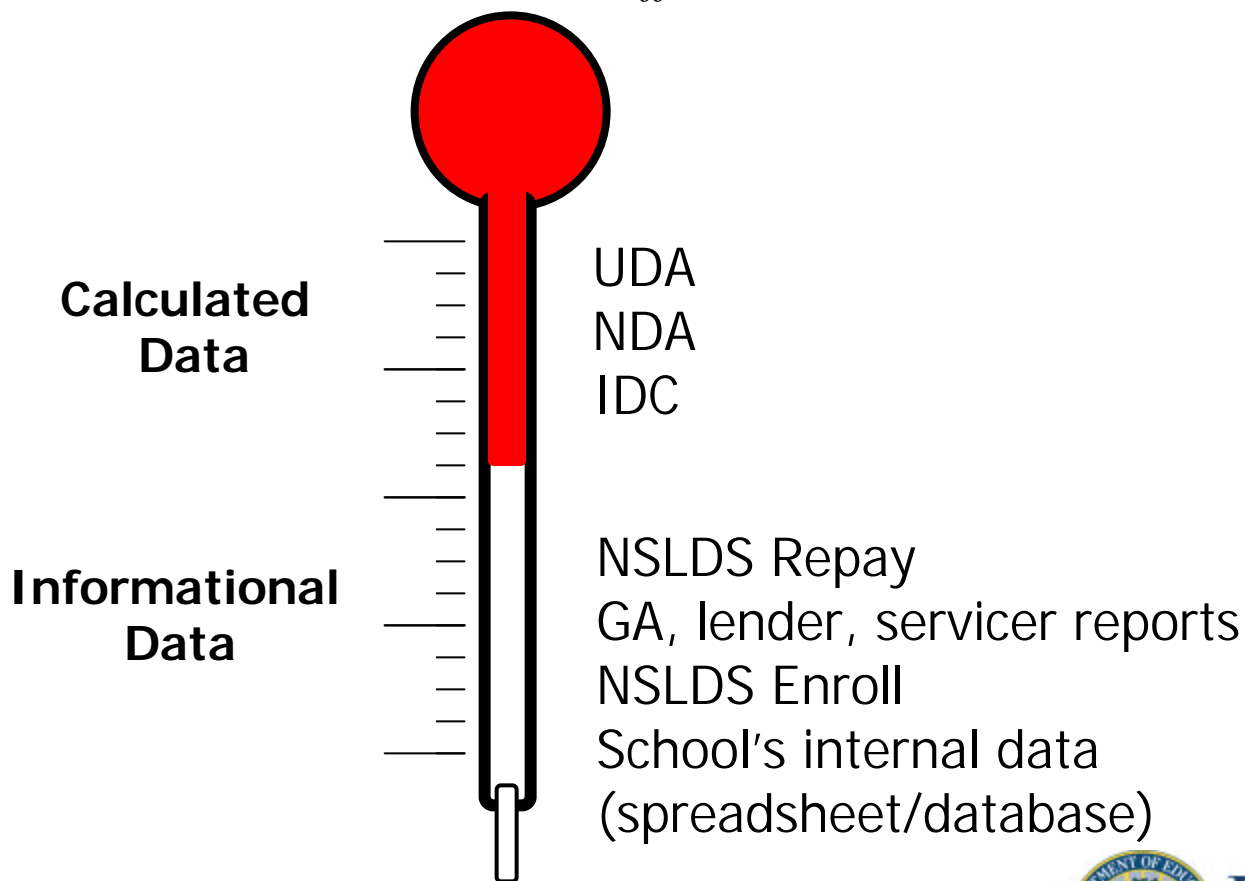 Calculated
Data
UDA
NDA
IDC
Informational
Data
NSLDS Repay
GA, lender, servicer reports
NSLDS Enroll
School's internal data
(spreadsheet/database)